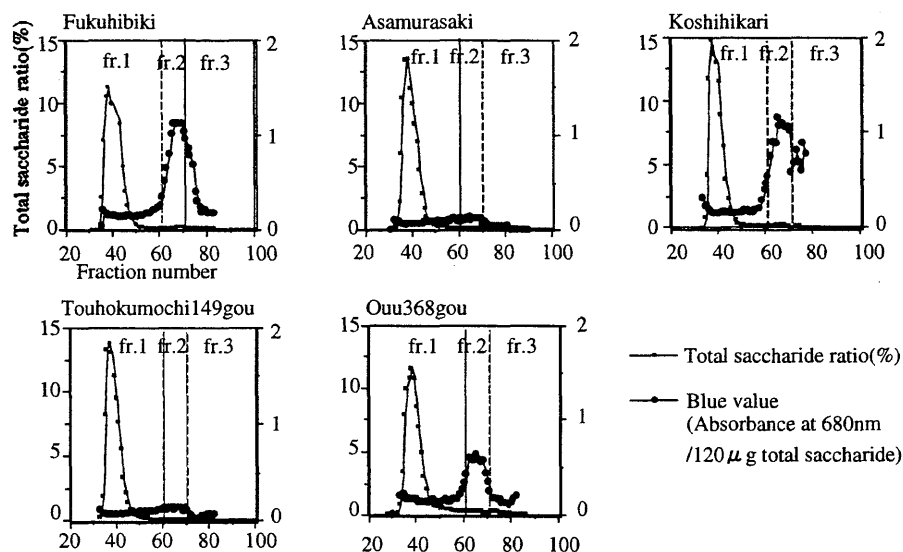 Fukuhibiki
Asamurasaki
Koshihikari
Total saccharide ratio(%)
15
10
5
0
fr.1
fr.2
fr.3
2
1
0
20
40
60
80
100
Fraction number
15
10
5
0
fr.1
fr.2
fr.3
2
1
0
20
40
60
80
100
15
10
5
0
fr.1
fr.2
fr.3
2
1
0
20
40
60
80
100
Touhokumochi149gou
Ouu368gou
15
10
5
0
fr.1
fr.2
fr.3
2
1
0
20
40
60
80
100
15
10
5
0
fr.1
fr.2
fr.3
2
1
0
20
40
60
80
100
Total saccharide ratio(%)
Blue value
(Absorbance at 680nm
/120μg total saccharide)